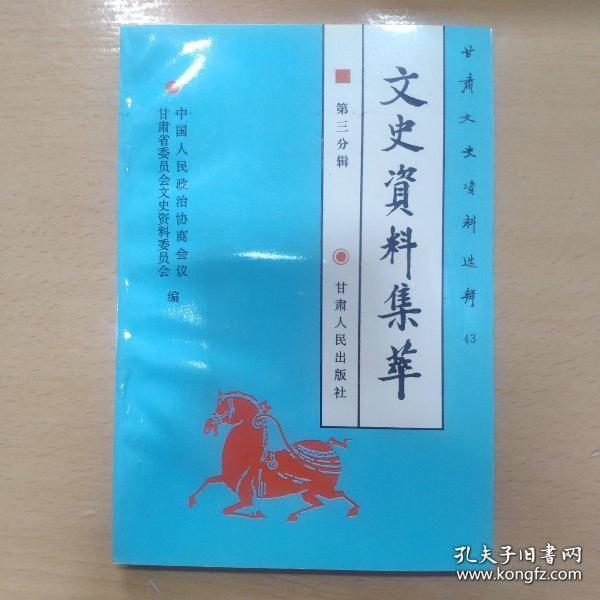 甘肃文史资料选辑 43
文史資料集萃
第三分辑
甘肃人民出版社
中国人民政治协商会议
甘肃省委员会文史资料委员会
编
孔夫子旧书网
www.kongfz.com